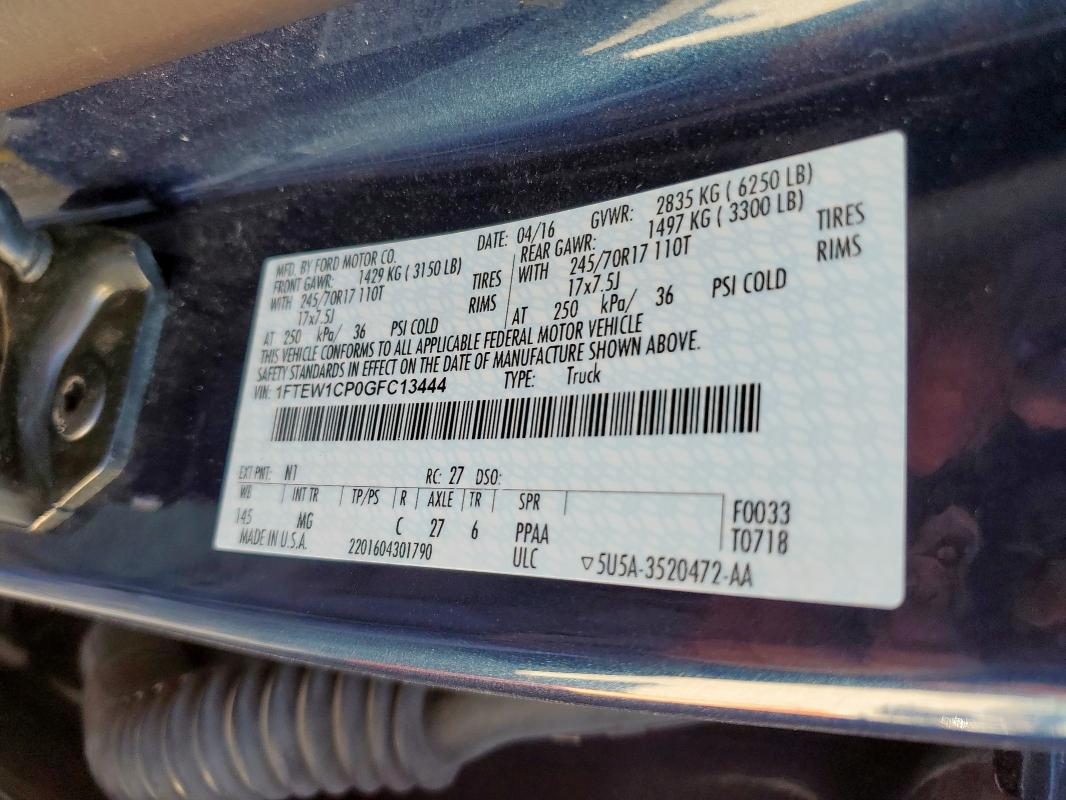 MFD. BY FORD MOTOR CO. DATE: 04/16 GVWR: 2835 KG ( 6250 LB)
FRONT GAWR: 1429 KG ( 3150 LB) REAR GAWR: 1497 KG ( 3300 LB)
WITH 245/70R17 110T TIRES WITH 245/70R17 110T TIRES
17x7.5J RIMS 17x7.5J RIMS
AT 250 kPa/ 36 PSI COLD AT 250 kPa/ 36 PSI COLD
THIS VEHICLE CONFORMS TO ALL APPLICABLE FEDERAL MOTOR VEHICLE
SAFETY STANDARDS IN EFFECT ON THE DATE OF MANUFACTURE SHOWN ABOVE.
VIN: 1FTEW1CP0GFC13444 TYPE: Truck
EXT PNT: N1 RC: 27 DSO:
WB INT TR TP/PS R AXLE TR SPR
145 MG C 27 6 PPAA F0033
MADE IN U.S.A. 2201604301790 ULC T0718
▽5U5A-3520472-AA